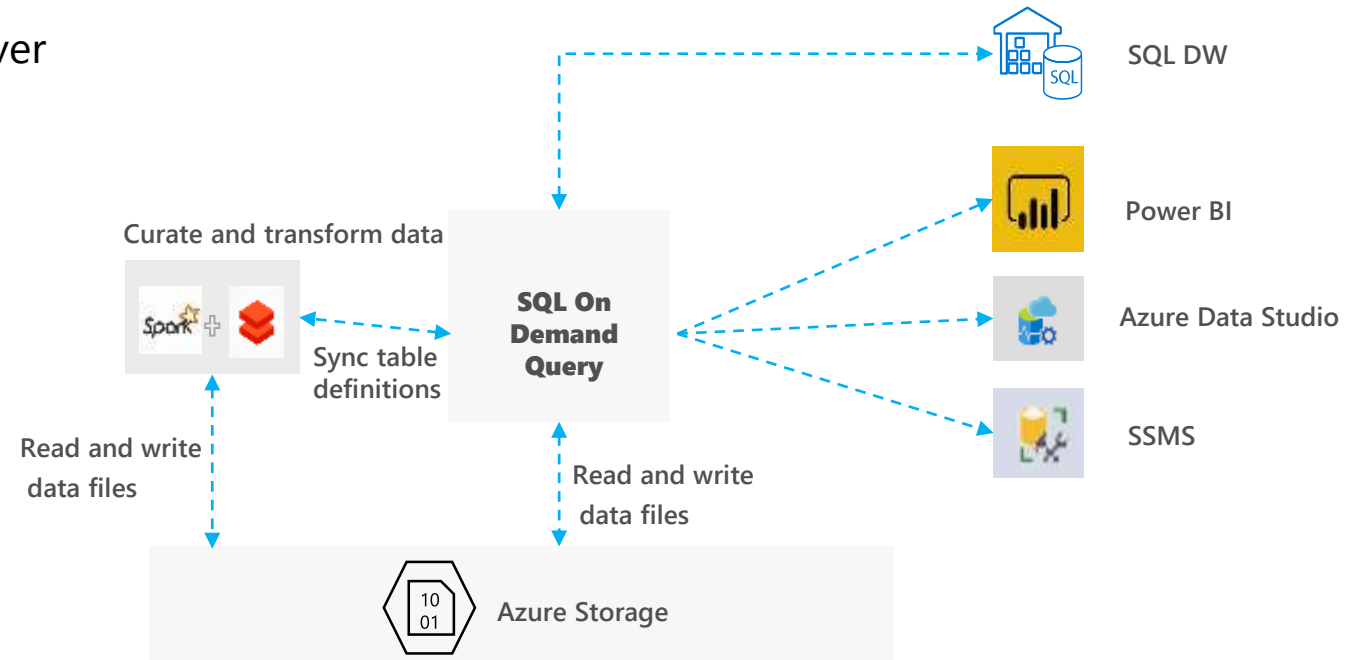 SQL DW
SQL
Power BI
Curate and transform data
SQL On
Demand
Query
Spark
Azure Data Studio
Sync table
definitions
SSMS
Read and write
data files
Read and write
data files
10
01
Azure Storage